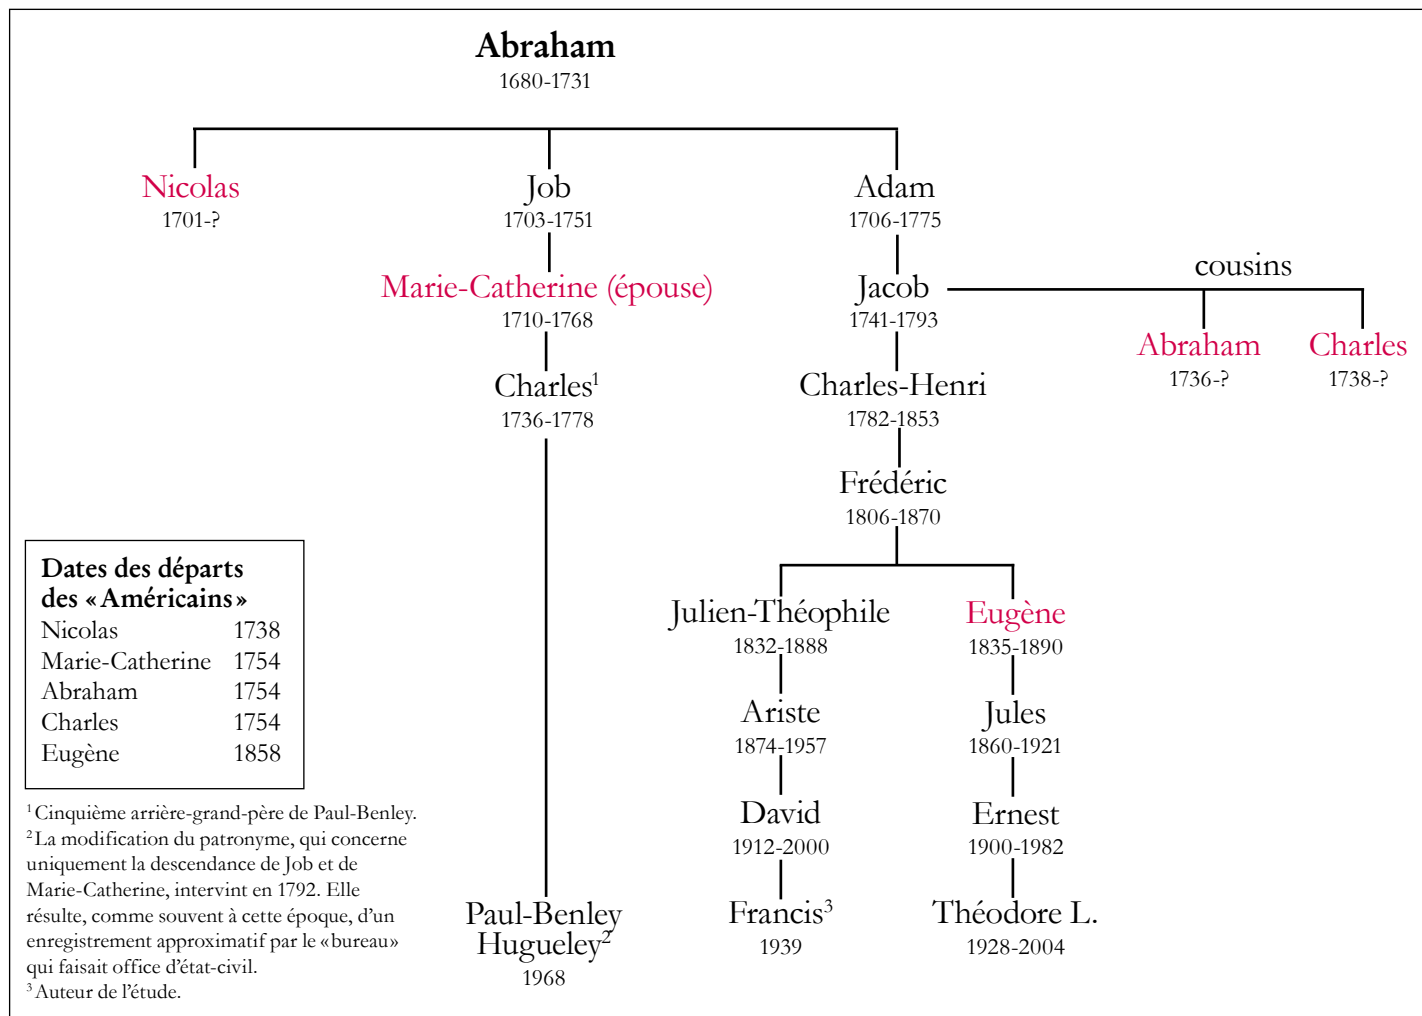 Abraham
1680-1731
Nicolas
1701-?
Job
1703-1751
Adam
1706-1775
Marie-Catherine (épouse)
1710-1768
Jacob
1741-1793
cousins
Abraham
1736-?
Charles
1738-?
Charles¹
1736-1778
Charles-Henri
1782-1853
Frédéric
1806-1870
Julien-Théophile
1832-1888
Eugène
1835-1890
Ariste
1874-1957
Jules
1860-1921
David
1912-2000
Ernest
1900-1982
Paul-Benley
Hugueley²
1968
Francis³
1939
Théodore L.
1928-2004
Dates des départs
des «Américains»
Nicolas 1738
Marie-Catherine 1754
Abraham 1754
Charles 1754
Eugène 1858
¹ Cinquième arrière-grand-père de Paul-Benley.
² La modification du patronyme, qui concerne
uniquement la descendance de Job et de
Marie-Catherine, intervint en 1792. Elle
résulte, comme souvent à cette époque, d'un
enregistrement approximatif par le «bureau»
qui faisait office d'état-civil.
³ Auteur de l'étude.